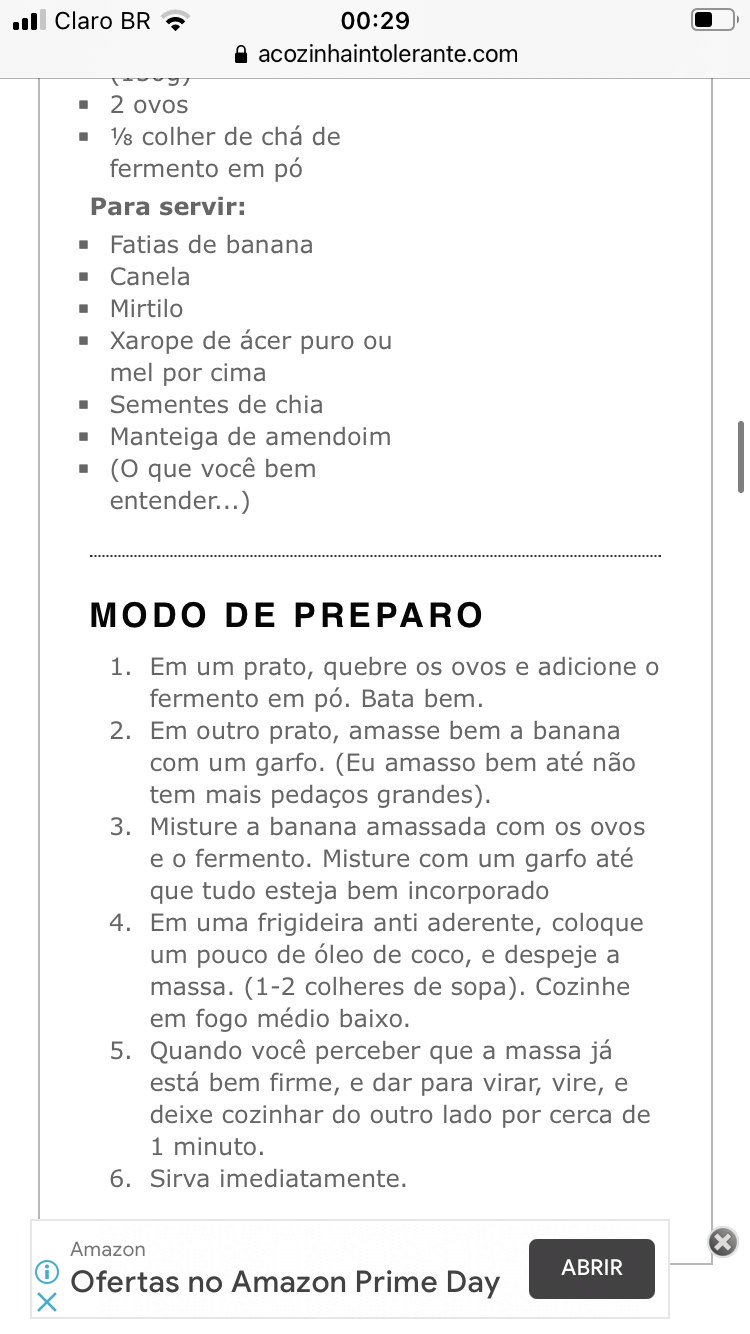 Claro BR
00:29
acozinhaintolerante.com
(150g)
▪ 2 ovos
▪ ⅛ colher de chá de
fermento em pó
Para servir:
▪ Fatias de banana
▪ Canela
▪ Mirtilo
▪ Xarope de ácer puro ou
mel por cima
▪ Sementes de chia
▪ Manteiga de amendoim
▪ (O que você bem
entender...)
MODO DE PREPARO
1. Em um prato, quebre os ovos e adicione o
fermento em pó. Bata bem.
2. Em outro prato, amasse bem a banana
com um garfo. (Eu amasso bem até não
tem mais pedaços grandes).
3. Misture a banana amassada com os ovos
e o fermento. Misture com um garfo até
que tudo esteja bem incorporado
4. Em uma frigideira anti aderente, coloque
um pouco de óleo de coco, e despeje a
massa. (1-2 colheres de sopa). Cozinhe
em fogo médio baixo.
5. Quando você perceber que a massa já
está bem firme, e dar para virar, vire, e
deixe cozinhar do outro lado por cerca de
1 minuto.
6. Sirva imediatamente.
Amazon
Ofertas no Amazon Prime Day
ABRIR